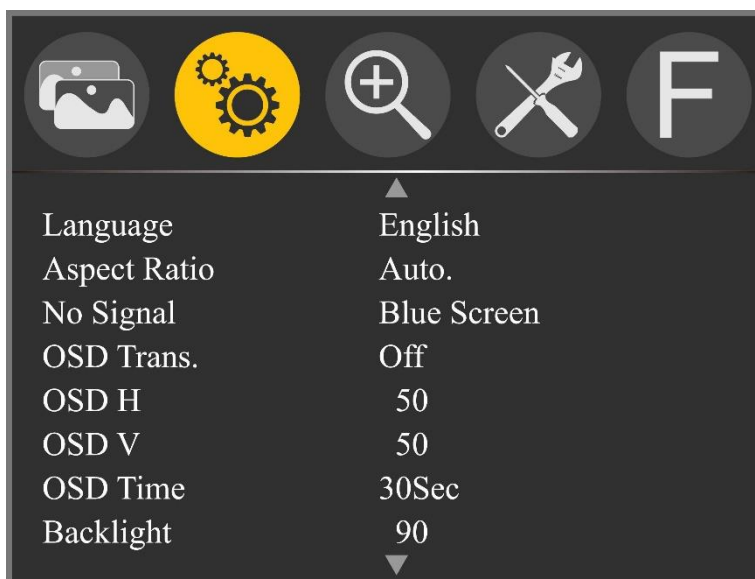 F
Language English
Aspect Ratio Auto.
No Signal Blue Screen
OSD Trans. Off
OSD H 50
OSD V 50
OSD Time 30Sec
Backlight 90